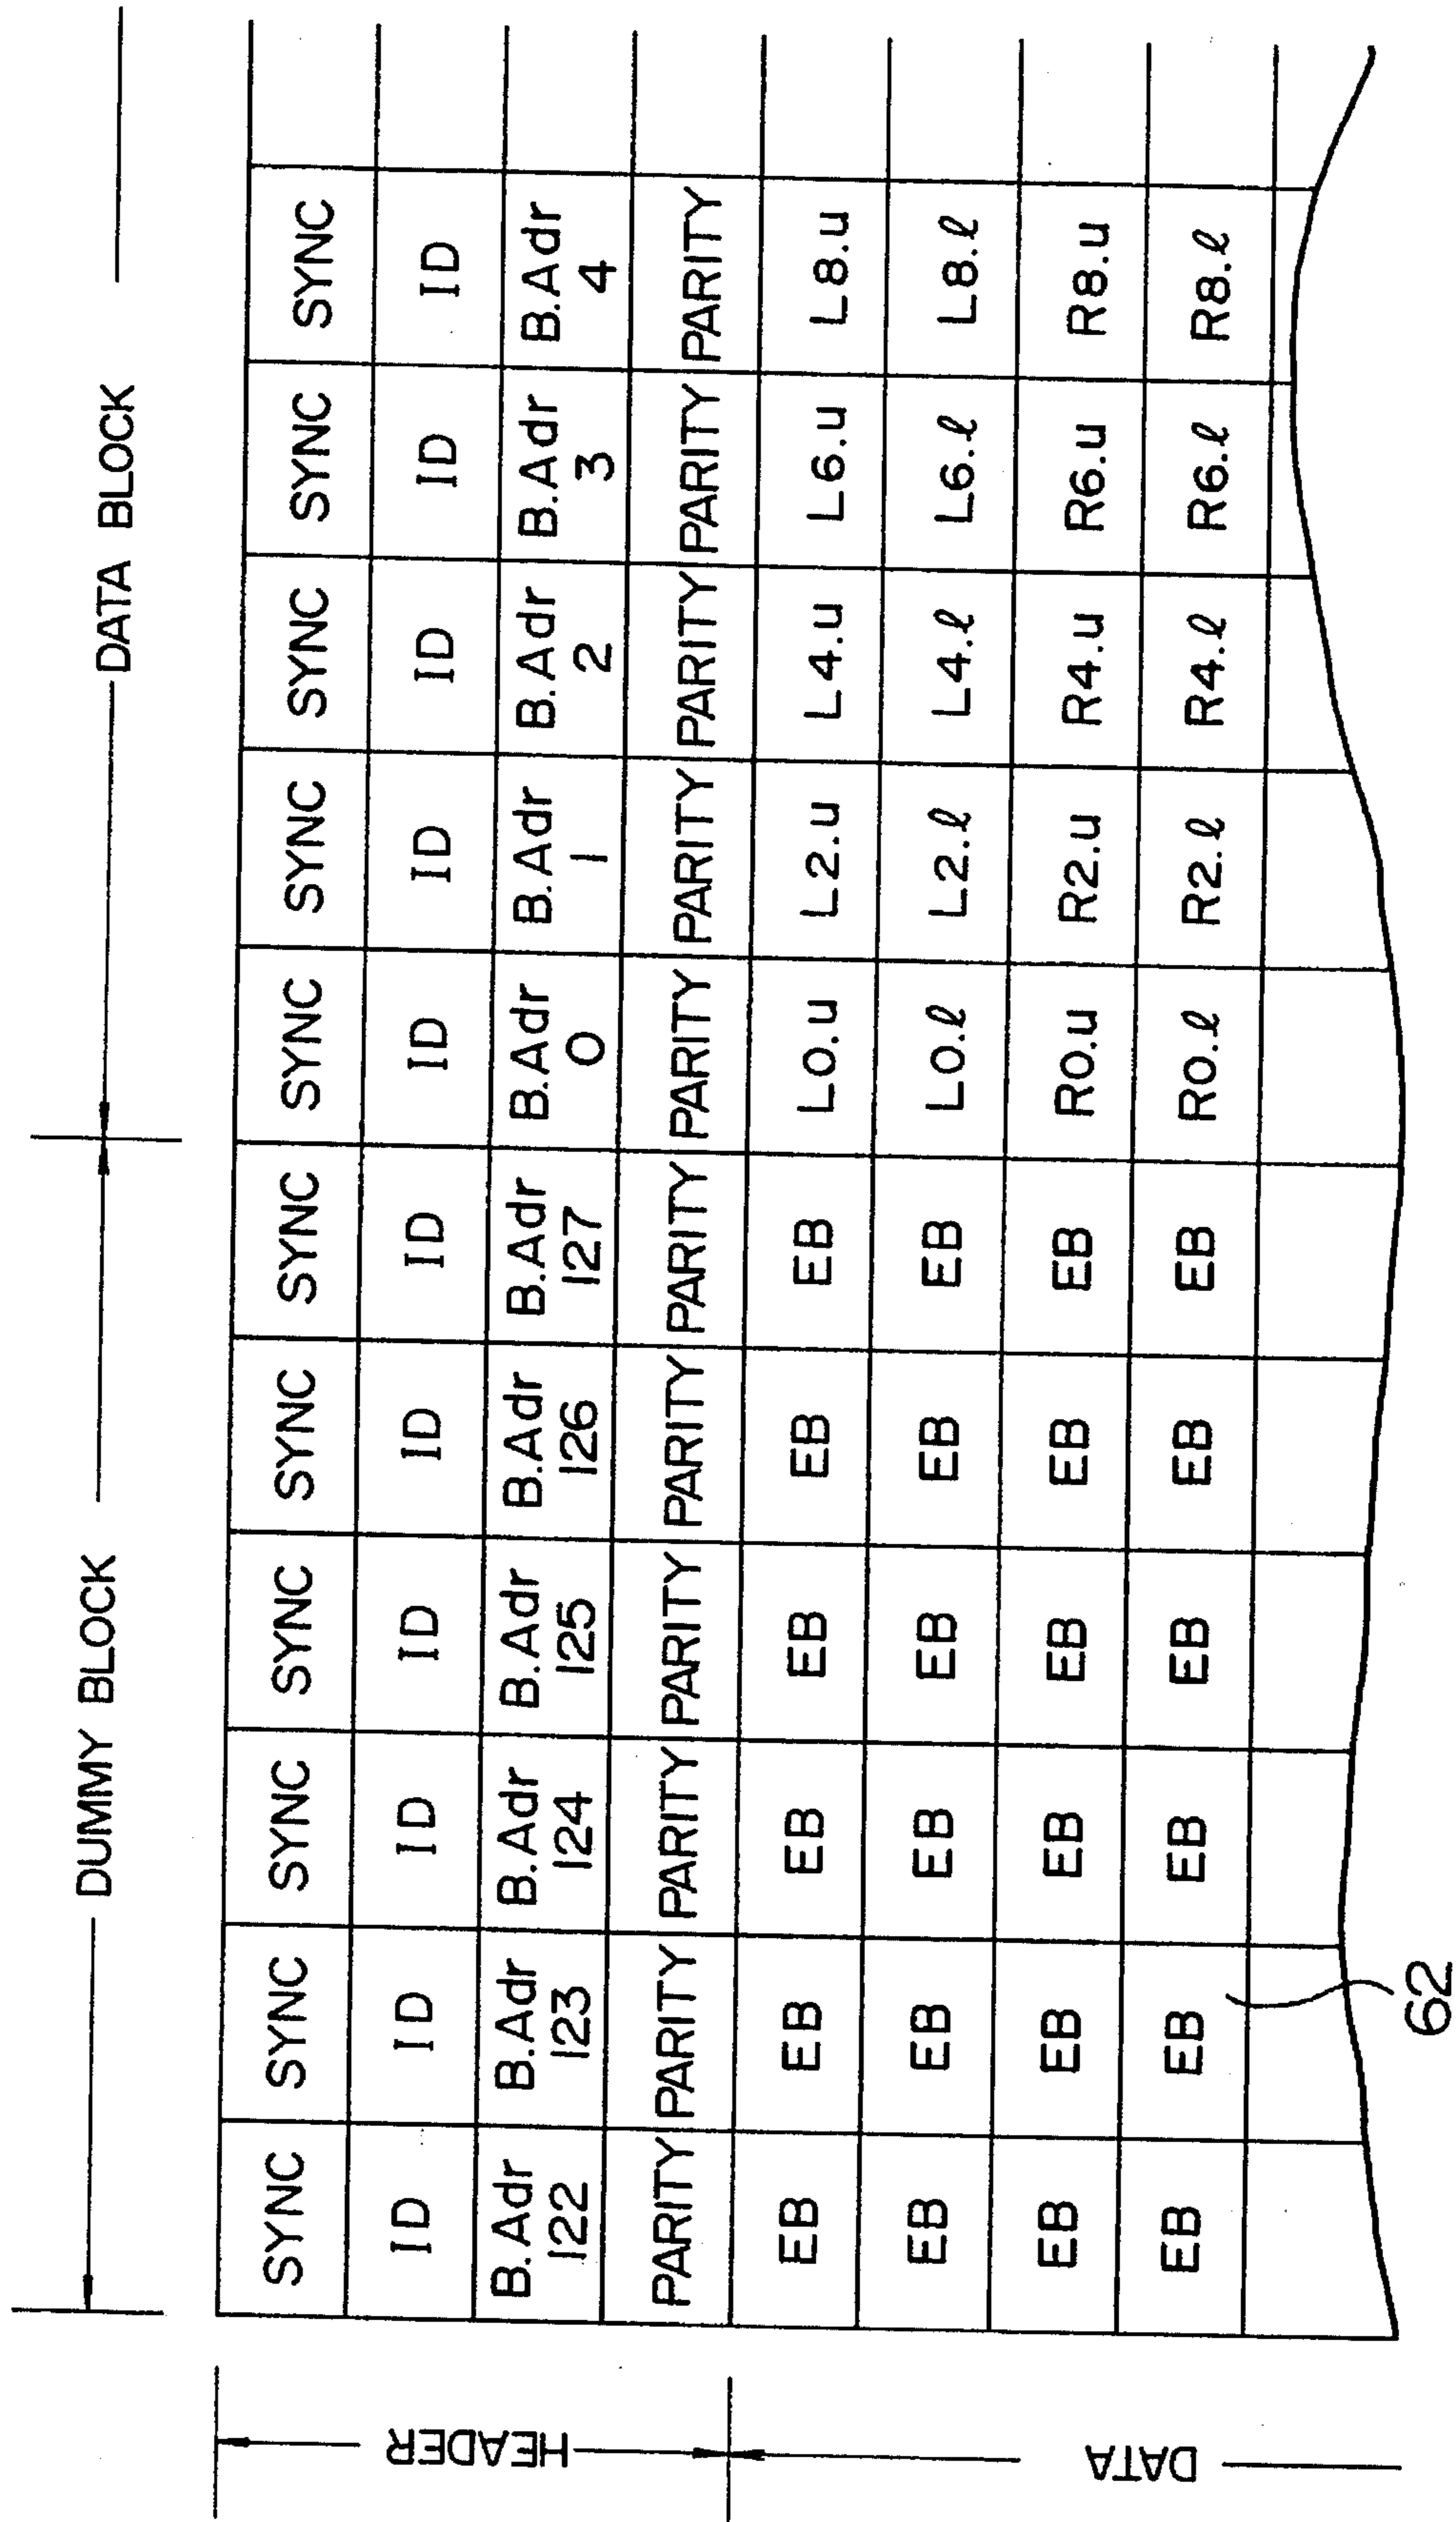 DUMMY BLOCK DATA BLOCK
HEADER
SYNC SYNC SYNC SYNC SYNC SYNC SYNC SYNC SYNC SYNC SYNC
ID ID ID ID ID ID ID ID ID ID ID
B.Adr B.Adr B.Adr B.Adr B.Adr B.Adr B.Adr B.Adr B.Adr B.Adr B.Adr
122 123 124 125 126 127 0 1 2 3 4
PARITY PARITY PARITY PARITY PARITY PARITY PARITY PARITY PARITY PARITY PARITY
DATA
EB EB EB EB EB EB L0.u L2.u L4.u L6.u L8.u
EB EB EB EB EB EB L0.ℓ L2.ℓ L4.ℓ L6.ℓ L8.ℓ
EB EB EB EB EB EB R0.u R2.u R4.u R6.u R8.u
EB EB EB EB EB EB R0.ℓ R2.ℓ R4.ℓ R6.ℓ R8.ℓ
62